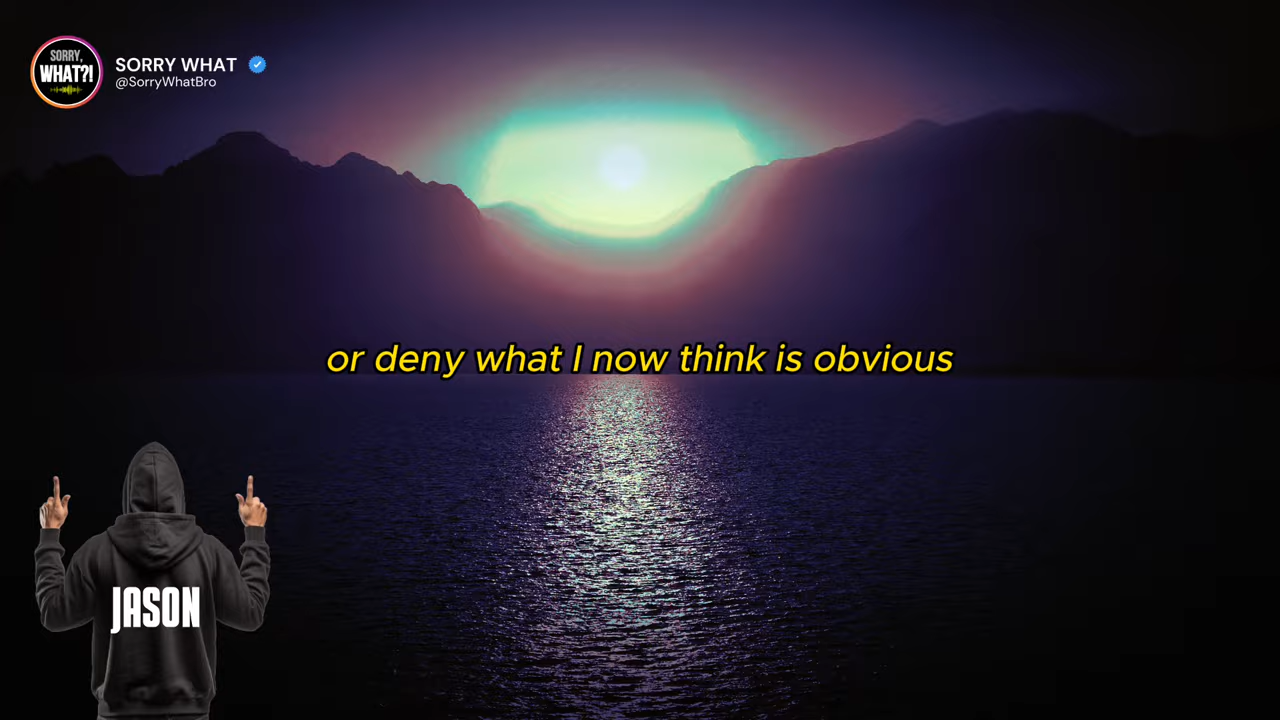 SORRY,
WHAT?!
SORRY WHAT
@SorryWhatBro
or deny what I now think is obvious
JASON